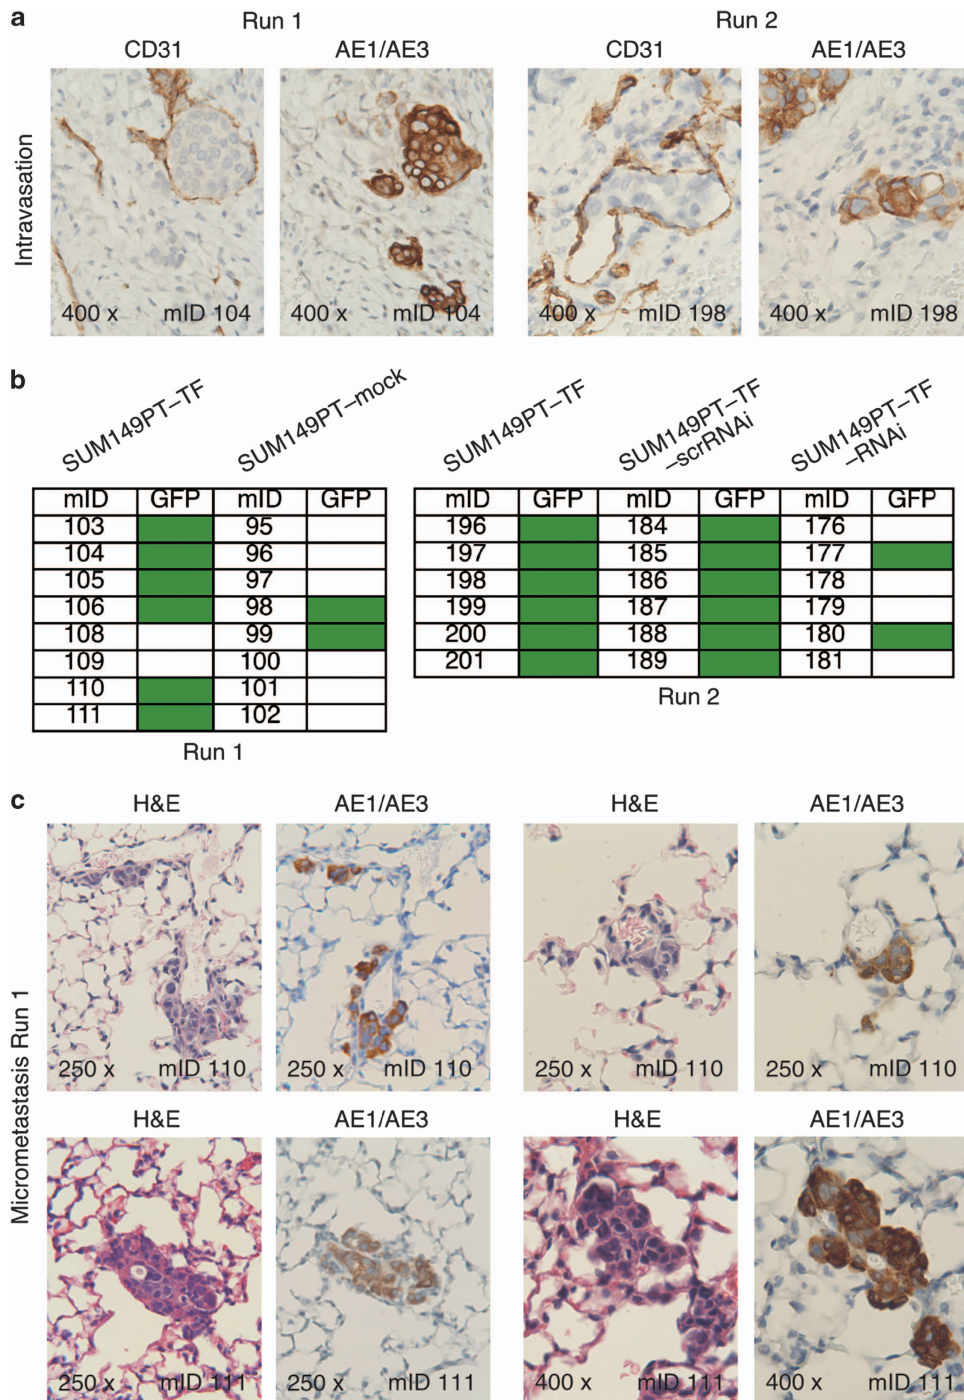 a
Run 1
Run 2
CD31
AE1/AE3
CD31
AE1/AE3
Intravasation
400 x
mID 104
400 x
mID 104
400 x
mID 198
400 x
mID 198
b
SUM149PT–TF
SUM149PT–mock
mID GFP mID GFP
103 95
104 96
105 97
106 98
108 99
109 100
110 101
111 102
Run 1
SUM149PT–TF
SUM149PT–TF
–scrRNAi
SUM149PT–TF
–RNAi
mID GFP mID GFP mID GFP
196 184 176
197 185 177
198 186 178
199 187 179
200 188 180
201 189 181
Run 2
c
H&E
AE1/AE3
H&E
AE1/AE3
Micrometastasis Run 1
250 x
mID 110
250 x
mID 110
250 x
mID 110
250 x
mID 110
H&E
AE1/AE3
H&E
AE1/AE3
250 x
mID 111
250 x
mID 111
400 x
mID 111
400 x
mID 111